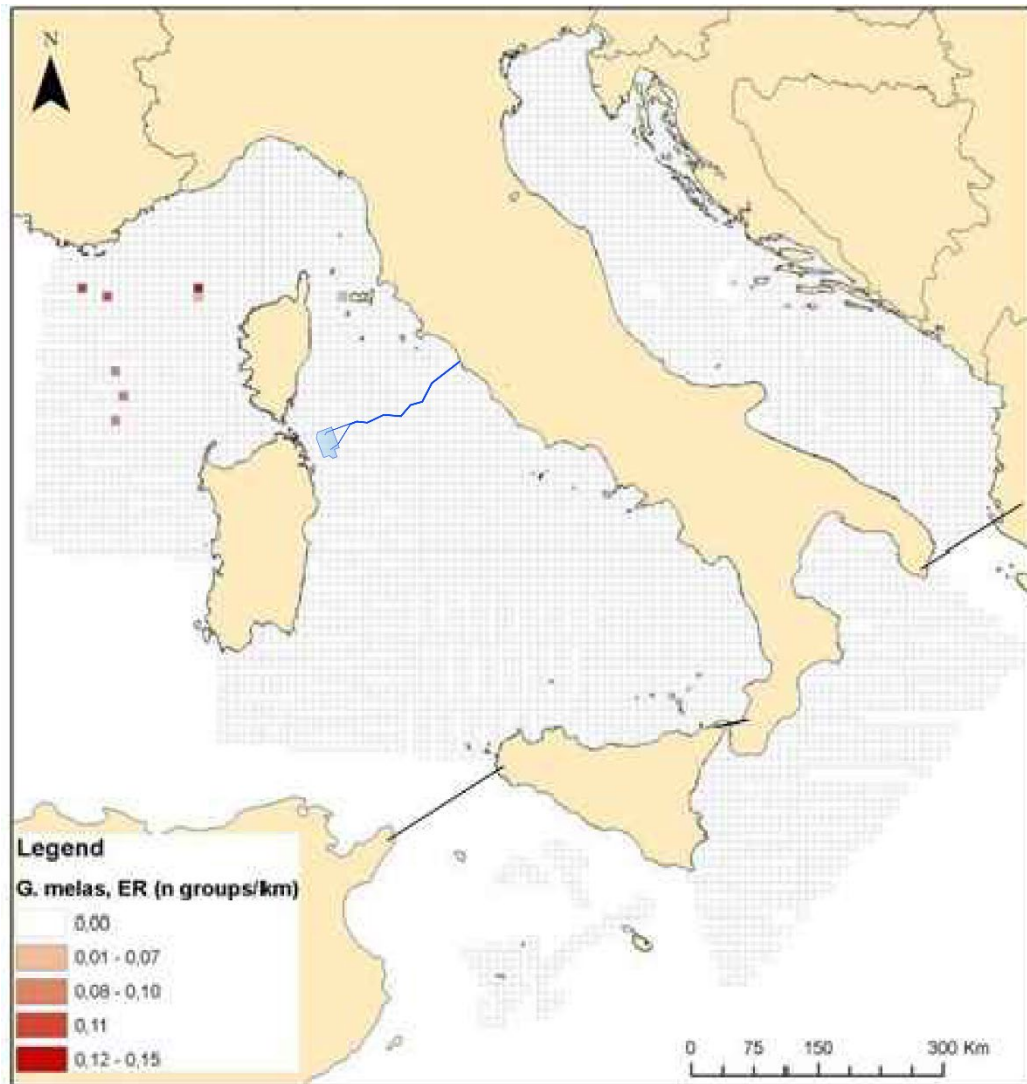 N
Legend
G. melas, ER (n groups/km)
0,00
0,01 - 0,07
0,08 - 0,10
0,11
0,12 - 0,15
0 75 150 300 Km